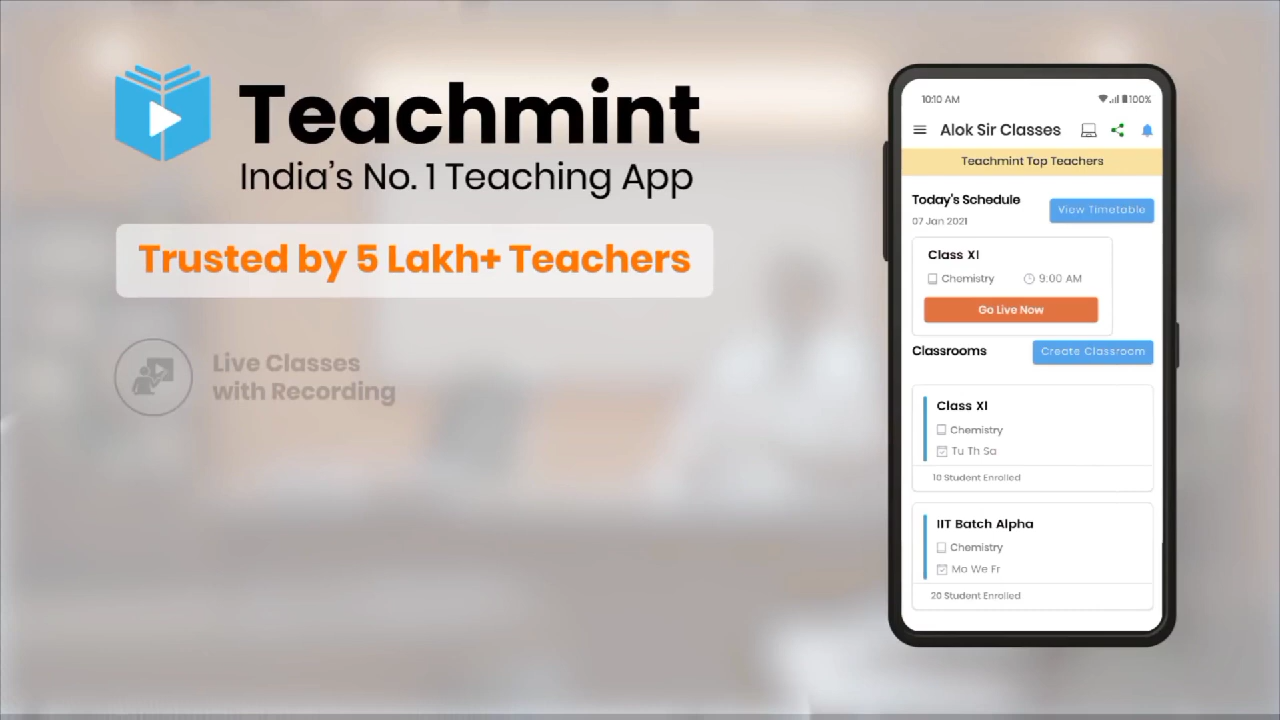 Teachmint
India's No. 1 Teaching App
Trusted by 5 Lakh+ Teachers
Live Classes
with Recording
10:10 AM
100%
Alok Sir Classes
Teachmint Top Teachers
Today's Schedule
View Timetable
07 Jan 2021
Class XI
Chemistry
9:00 AM
Go Live Now
Classrooms
Create Classroom
Class XI
Chemistry
Tu Th Sa
10 Student Enrolled
IIT Batch Alpha
Chemistry
Mo We Fr
20 Student Enrolled